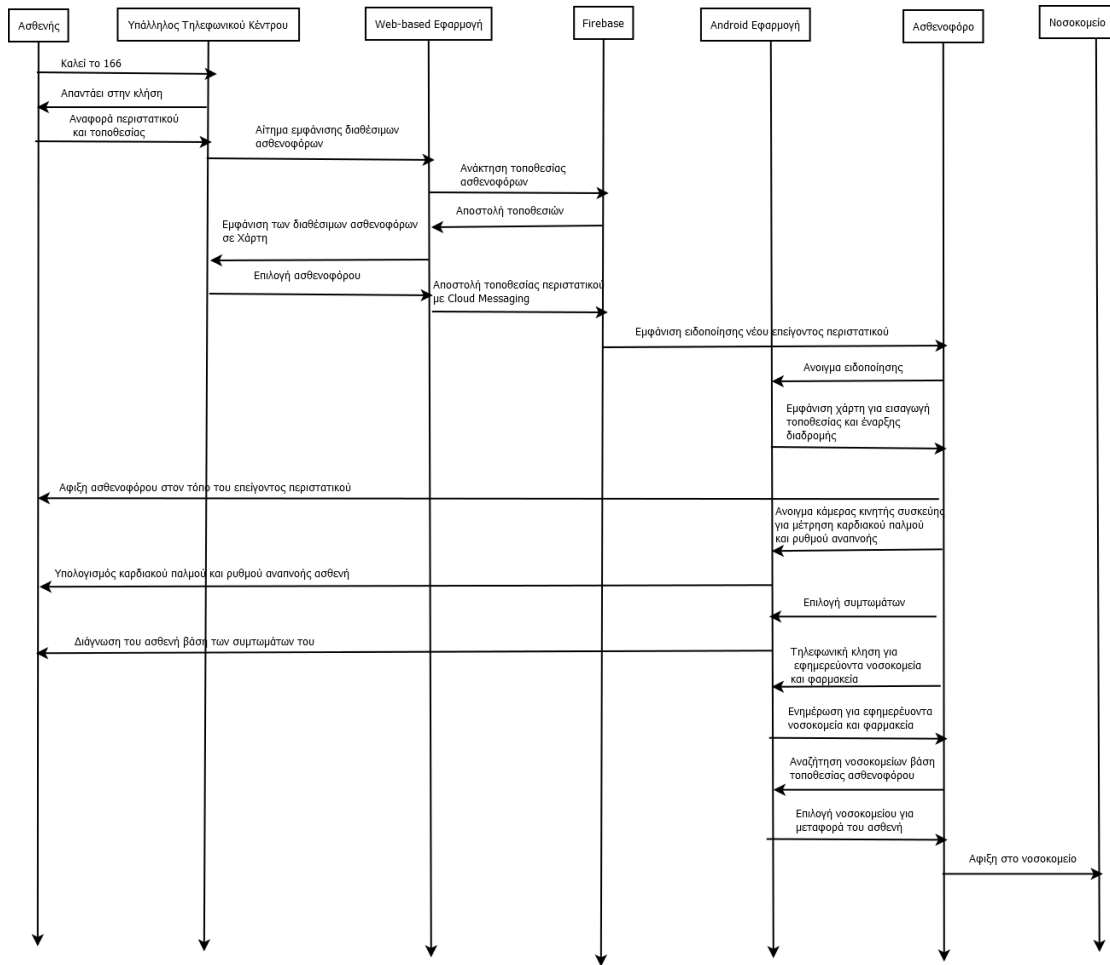 Ασθενής
Υπάλληλος Τηλεφωνικού Κέντρου
Web-based Εφαρμογή
Firebase
Android Εφαρμογή
Ασθενοφόρο
Νοσοκομείο
Καλεί το 166
Απαντάει στην κλήση
Αναφορά περιστατικού
και τοποθεσίας
Αίτημα εμφάνισης διαθέσιμων
ασθενοφόρων
Ανάκτηση τοποθεσίας
ασθενοφόρων
Αποστολή τοποθεσιών
Εμφάνιση των διαθέσιμων ασθενοφόρων
σε Χάρτη
Επιλογή ασθενοφόρου
Αποστολή τοποθεσίας περιστατικού
με Cloud Messaging
Εμφάνιση ειδοποίησης νέου επείγοντος περιστατικού
Ανοιγμα ειδοποίησης
Εμφάνιση χάρτη για εισαγωγή
τοποθεσίας και έναρξης
διαδρομής
Αφιξη ασθενοφόρου στον τόπο του επείγοντος περιστατικού
Ανοιγμα κάμερας κινητής συσκεύης
για μέτρηση καρδιακού παλμού
και ρυθμού αναπνοής
Υπολογισμός καρδιακού παλμού και ρυθμού αναπνοής ασθενή
Επιλογή συμτωμάτων
Διάγνωση του ασθενή βάση των συμτωμάτων του
Τηλεφωνική κληση για
εφημερεύοντα νοσοκομεία
και φαρμακεία
Ενημέρωση για εφημερέυοντα
νοσοκομεία και φαρμακεία
Αναζήτηση νοσοκομείων βάση
τοποθεσίας ασθενοφόρου
Επιλογή νοσοκομείου για
μεταφορά του ασθενή
Αφιξη στο νοσοκομείο